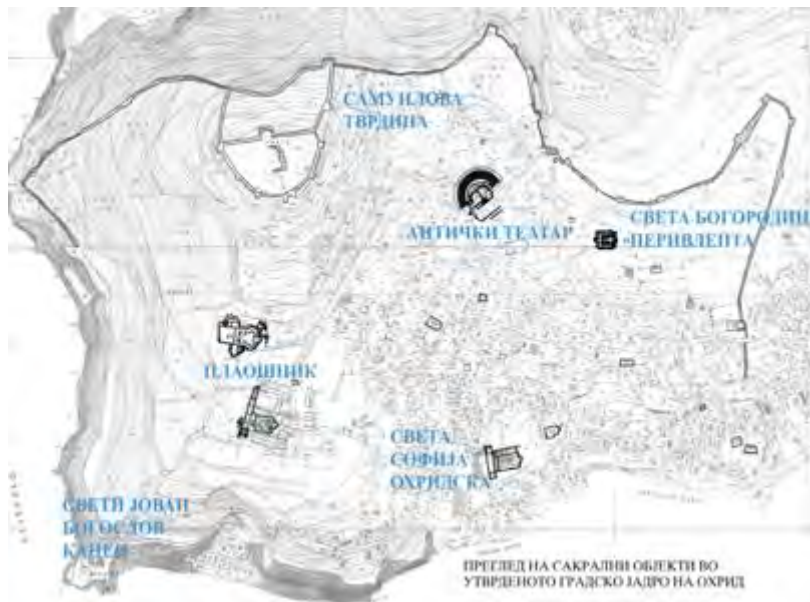 САМУИЛОВА
ТВРДИНА
АНТИЧКИ ТЕАТАР
СВЕТА БОГОРОДИЦ
ПЕРИВЛЕПТА
ПЛАОШНИК
СВЕТА
СОФИЈА
ОХРИДСКА
СВЕТИ ЈОВАН
БОГОСЛОВ
КАНЕО
ПРЕГЛЕД НА САКРАЛНИ ОБЈЕКТИ ВО
УТВРДЕНОТО ГРАДСКО ЈАДРО НА ОХРИД